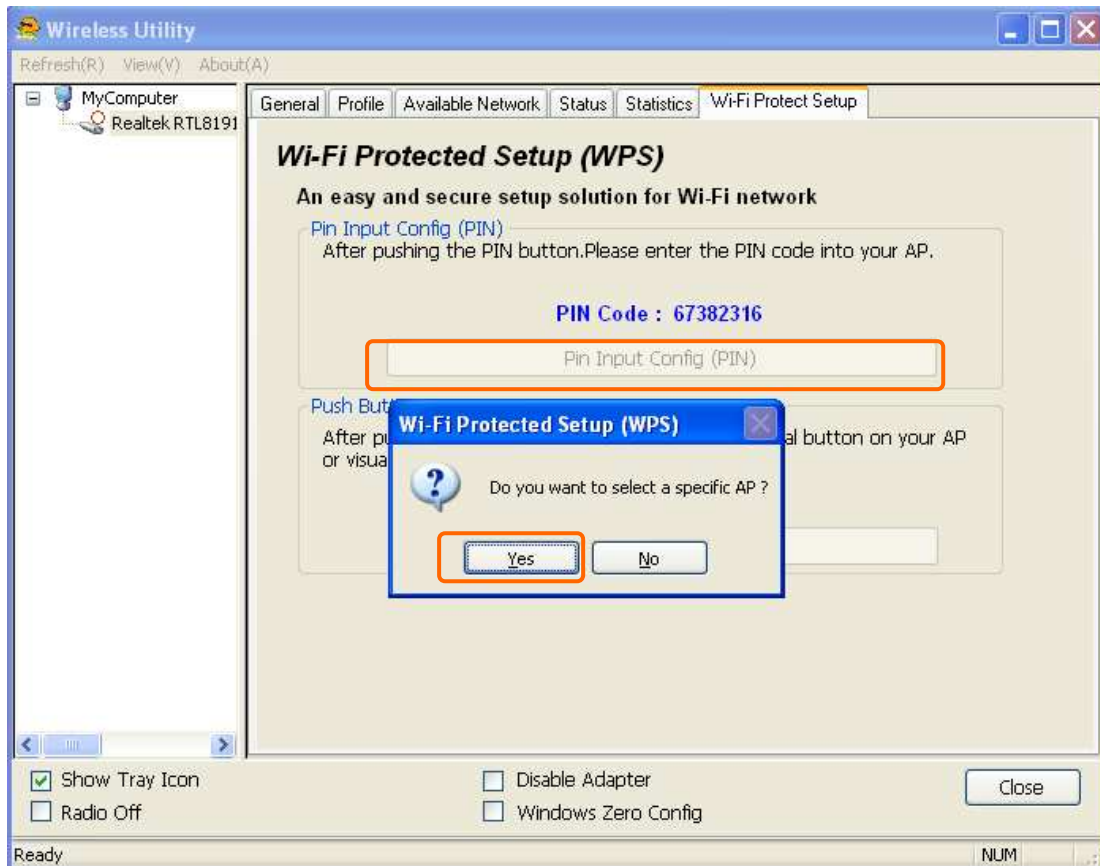 Wireless Utility
Refresh(R) View(V) About(A)
MyComputer
Realtek RTL8191
General Profile Available Network Status Statistics Wi-Fi Protect Setup
Wi-Fi Protected Setup (WPS)
An easy and secure setup solution for Wi-Fi network
Pin Input Config (PIN)
After pushing the PIN button.Please enter the PIN code into your AP.
PIN Code : 67382316
Pin Input Config (PIN)
Push But
After pu
al button on your AP
or visua
Wi-Fi Protected Setup (WPS)
Do you want to select a specific AP ?
Yes No
Show Tray Icon
Radio Off
Disable Adapter
Windows Zero Config
Close
Ready
NUM